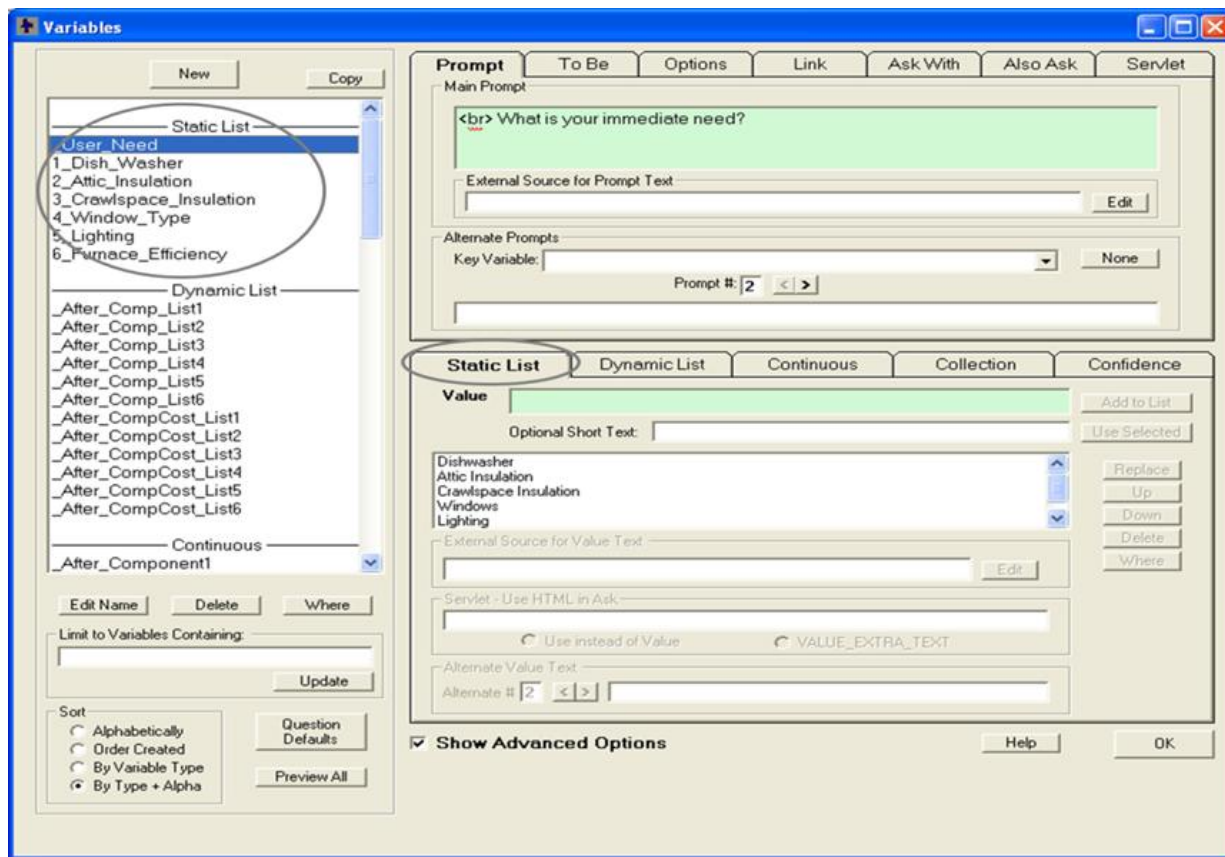 Variables
New
Copy
Static List
_User_Need
1_Dish_Washer
2_Attic_Insulation
3_Crawlspace_Insulation
4_Window_Type
5_Lighting
6_Furnace_Efficiency
Dynamic List
_After_Comp_List1
_After_Comp_List2
_After_Comp_List3
_After_Comp_List4
_After_Comp_List5
_After_Comp_List6
_After_CompCost_List1
_After_CompCost_List2
_After_CompCost_List3
_After_CompCost_List4
_After_CompCost_List5
_After_CompCost_List6
Continuous
_After_Component1
Edit Name Delete Where
Limit to Variables Containing:
Update
Sort
Alphabetically
Order Created
By Variable Type
By Type + Alpha
Question
Defaults
Preview All
Prompt To Be Options Link Ask With Also Ask Servlet
Main Prompt
<br> What is your immediate need?
External Source for Prompt Text
Edit
Alternate Prompts
Key Variable: None
Prompt #: 2 < >
Static List Dynamic List Continuous Collection Confidence
Value Add to List
Optional Short Text: Use Selected
Dishwasher
Attic Insulation
Crawlspace Insulation
Windows
Lighting
Replace
Up
Down
Delete
Where
External Source for Value Text
Edit
Servlet - Use HTML in Ask
Use instead of Value VALUE_EXTRA_TEXT
Alternate Value Text
Alternate # 2 < >
Show Advanced Options Help OK